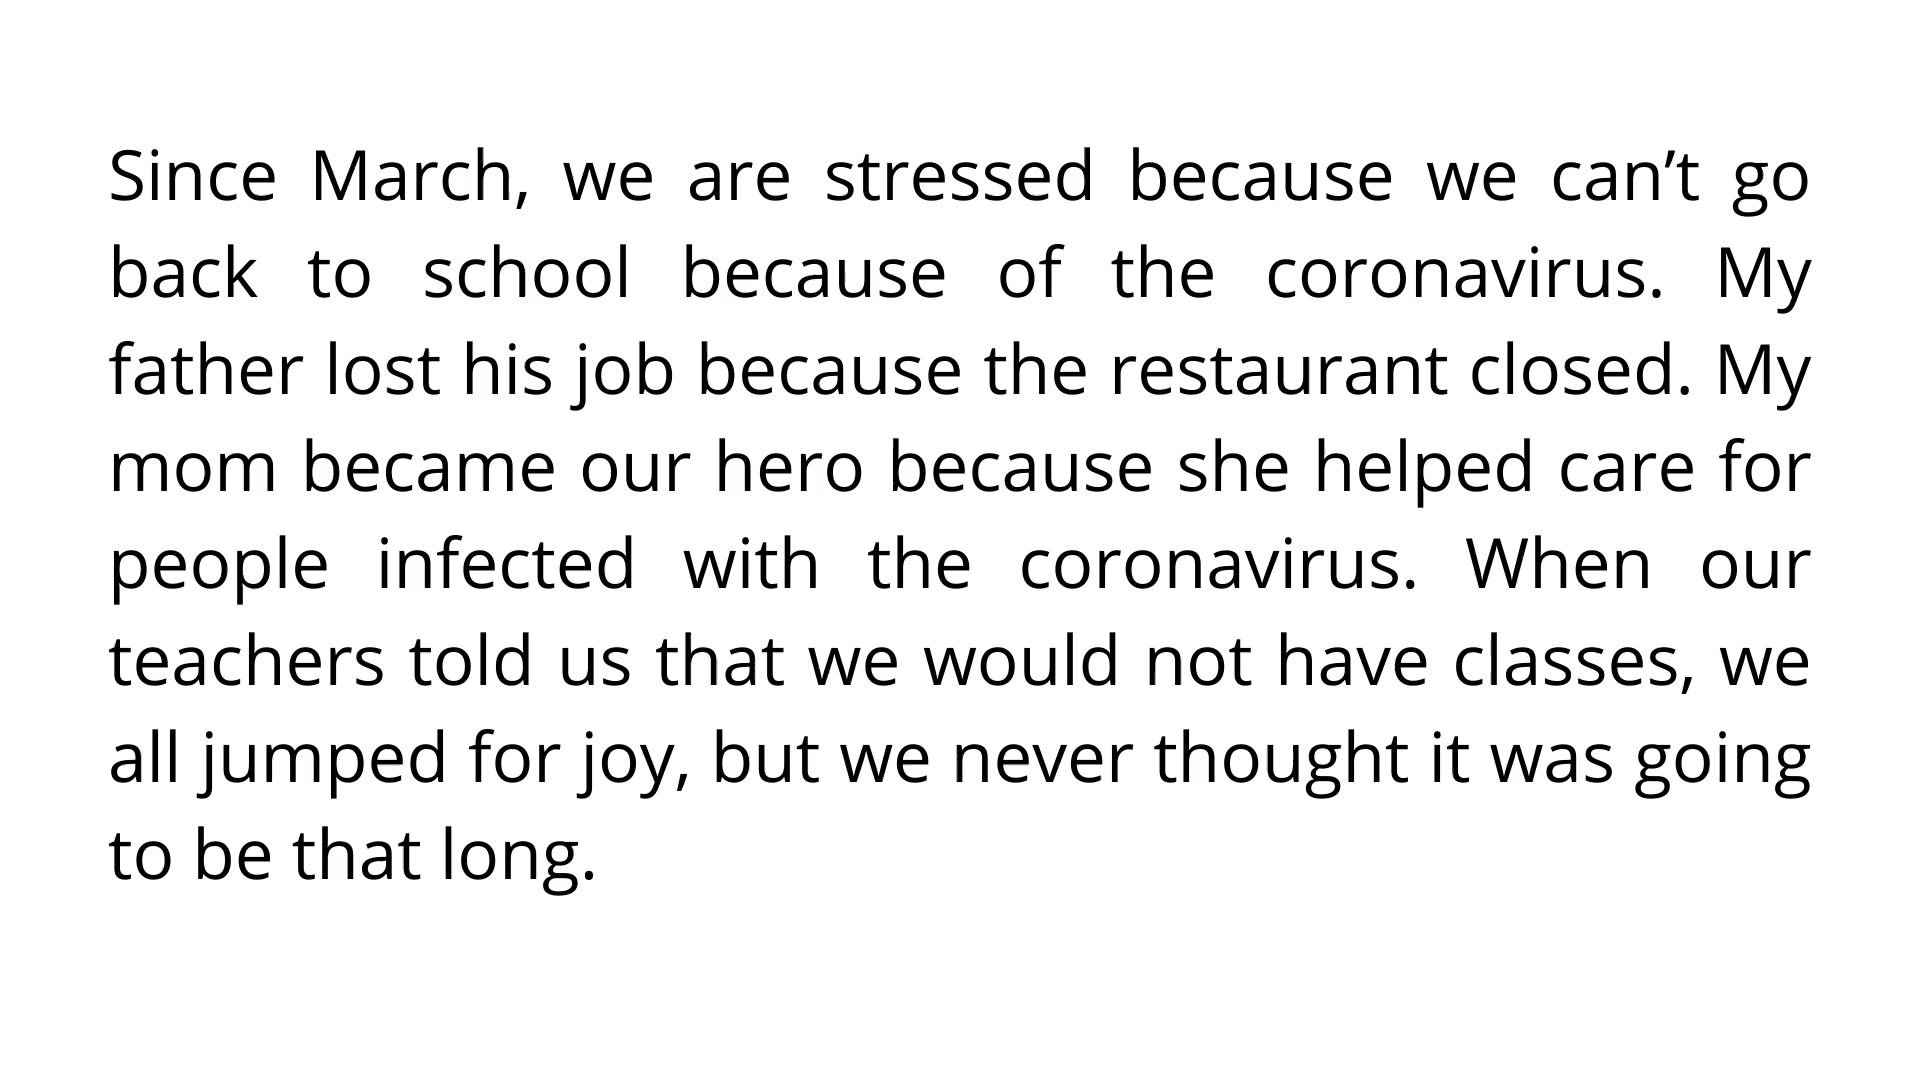 Since March, we are stressed because we can’t go
back to school because of the coronavirus. My
father lost his job because the restaurant closed. My
mom became our hero because she helped care for
people infected with the coronavirus. When our
teachers told us that we would not have classes, we
all jumped for joy, but we never thought it was going
to be that long.